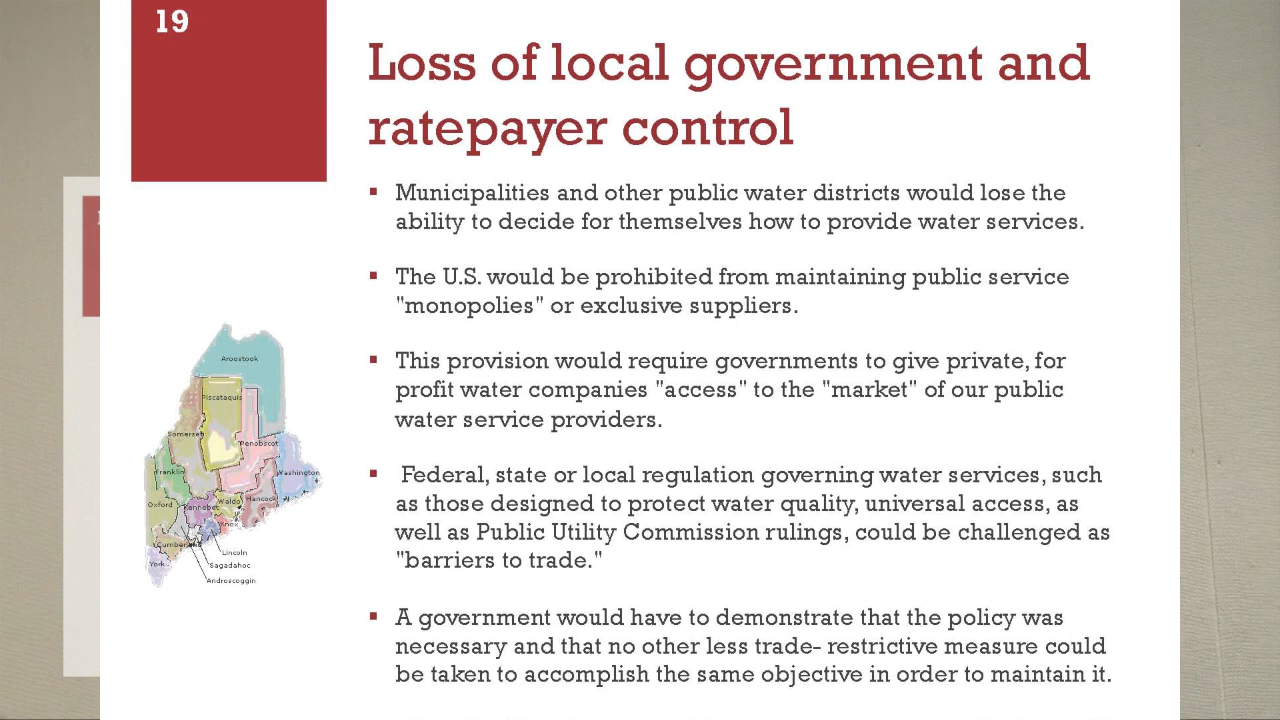 19
Loss of local government and
ratepayer control
▪ Municipalities and other public water districts would lose the
ability to decide for themselves how to provide water services.
▪ The U.S. would be prohibited from maintaining public service
"monopolies" or exclusive suppliers.
▪ This provision would require governments to give private, for
profit water companies "access" to the "market" of our public
water service providers.
▪ Federal, state or local regulation governing water services, such
as those designed to protect water quality, universal access, as
well as Public Utility Commission rulings, could be challenged as
"barriers to trade."
▪ A government would have to demonstrate that the policy was
necessary and that no other less trade- restrictive measure could
be taken to accomplish the same objective in order to maintain it.
Aroostook
Piscataquis
Somerset
Penobscot
Franklin
Washington
Oxford
Kennebec
Waldo
Hancock
Knox
Cumberland
Lincoln
York
Sagadahoc
Androscoggin